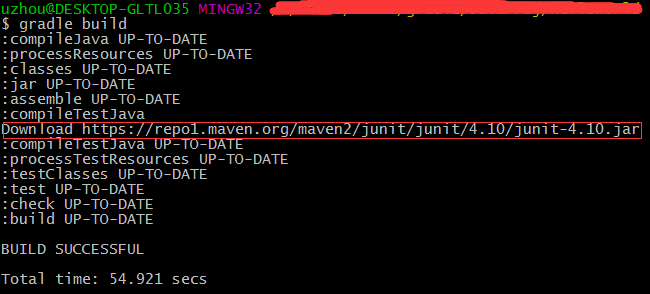 uzhou@DESKTOP-GLTLO35 MINGW32
$ gradle build
:compileJava UP-TO-DATE
:processResources UP-TO-DATE
:classes UP-TO-DATE
:jar UP-TO-DATE
:assemble UP-TO-DATE
:compileTestJava
Download https://repo1.maven.org/maven2/junit/junit/4.10/junit-4.10.jar
:compileTestJava UP-TO-DATE
:processTestResources UP-TO-DATE
:testClasses UP-TO-DATE
:test UP-TO-DATE
:check UP-TO-DATE
:build UP-TO-DATE
BUILD SUCCESSFUL
Total time: 54.921 secs